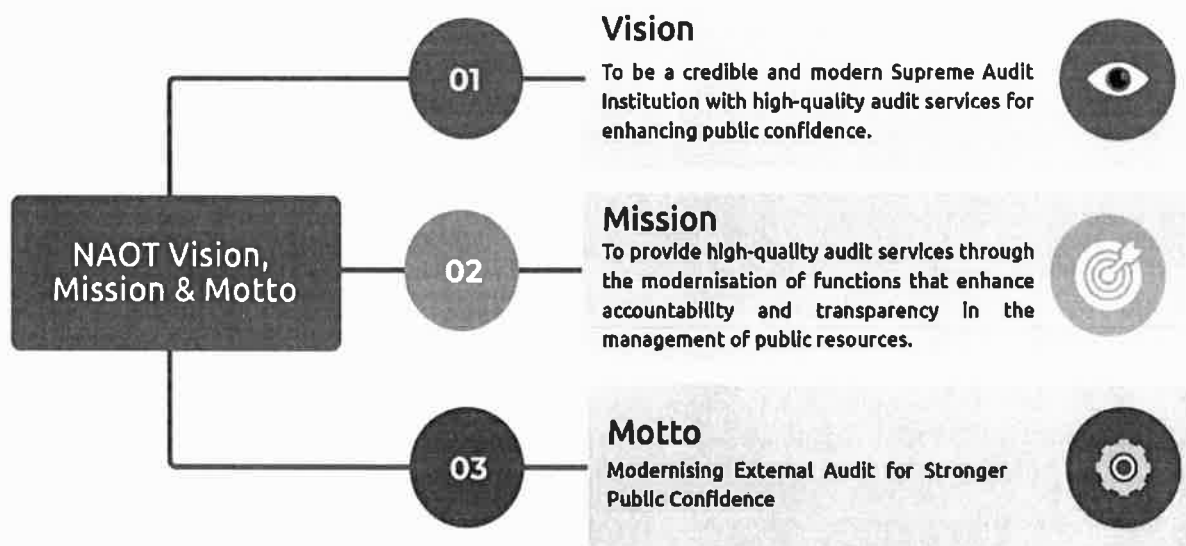 NAOT Vision,
Mission & Motto
01
Vision
To be a credible and modern Supreme Audit
Institution with high-quality audit services for
enhancing public confidence.
02
Mission
To provide high-quality audit services through
the modernisation of functions that enhance
accountability and transparency in the
management of public resources.
03
Motto
Modernising External Audit for Stronger
Public Confidence